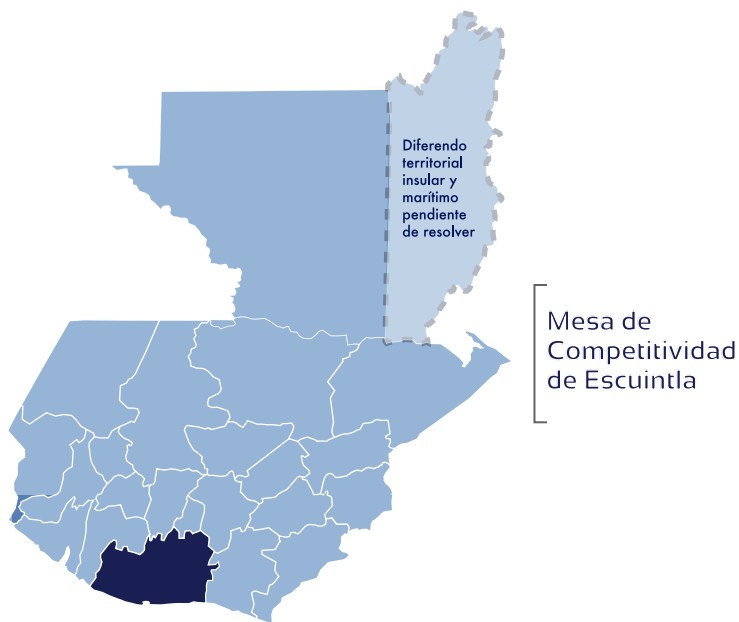 Diferendo
territorial
insular y
marítimo
pendiente
de resolver
Mesa de
Competitividad
de Escuintla